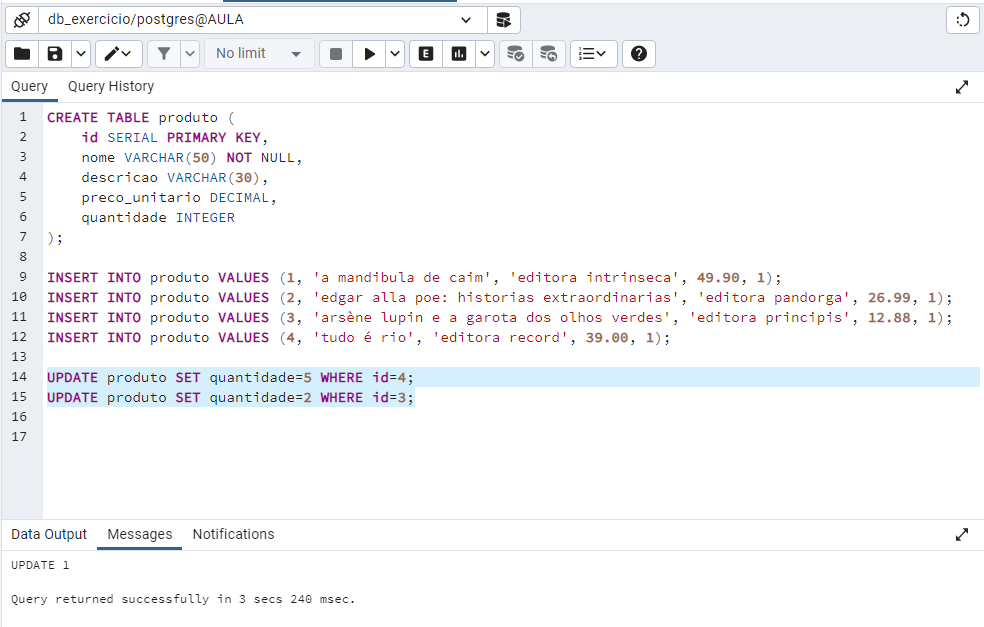 db_exercicio/postgres@AULA
No limit
E
Query Query History
1 CREATE TABLE produto (
2 id SERIAL PRIMARY KEY,
3 nome VARCHAR(50) NOT NULL,
4 descricao VARCHAR(30),
5 preco_unitario DECIMAL,
6 quantidade INTEGER
7 );
8
9 INSERT INTO produto VALUES (1, 'a mandibula de caim', 'editora intrinseca', 49.90, 1);
10 INSERT INTO produto VALUES (2, 'edgar alla poe: historias extraordinarias', 'editora pandorga', 26.99, 1);
11 INSERT INTO produto VALUES (3, 'arsène lupin e a garota dos olhos verdes', 'editora principis', 12.88, 1);
12 INSERT INTO produto VALUES (4, 'tudo é rio', 'editora record', 39.00, 1);
13
14 UPDATE produto SET quantidade=5 WHERE id=4;
15 UPDATE produto SET quantidade=2 WHERE id=3;
16
17
Data Output Messages Notifications
UPDATE 1
Query returned successfully in 3 secs 240 msec.